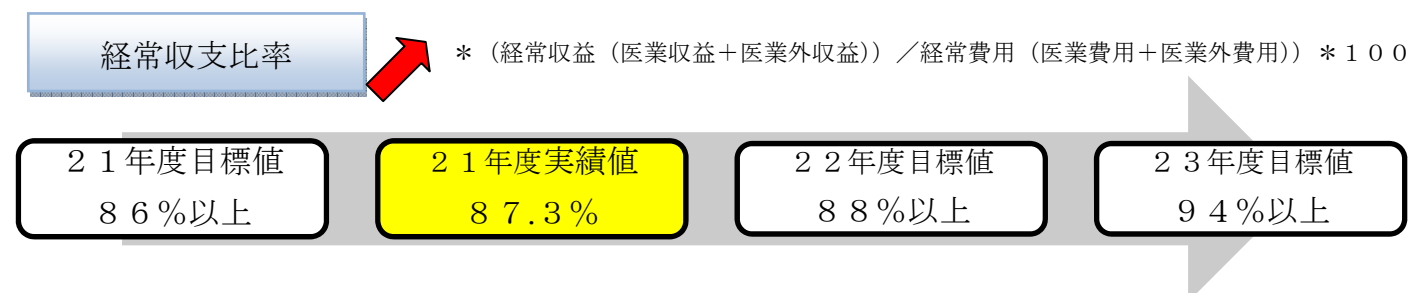 経常収支比率
＊（経常収益（医業収益＋医業外収益））／経常費用（医業費用＋医業外費用））＊１００
２１年度目標値
８６％以上
２１年度実績値
８７.３％
２２年度目標値
８８％以上
２３年度目標値
９４％以上